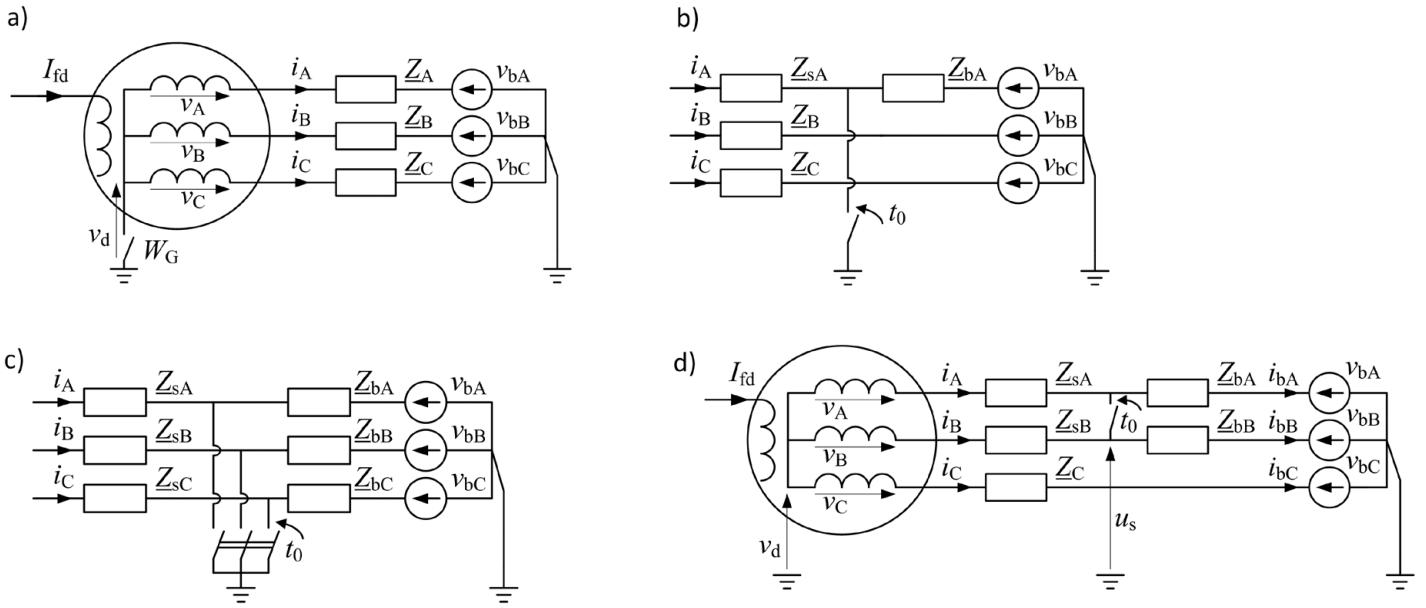 a)
I_fd
i_A Z_A v_bA
v_A
i_B Z_B v_bB
v_B
i_C Z_C v_bC
v_C
v_d
W_G
b)
i_A Z_sA Z_bA v_bA
i_B Z_B v_bB
i_C Z_C v_bC
t_0
c)
i_A Z_sA Z_bA v_bA
i_B Z_sB Z_bB v_bB
i_C Z_sC Z_bC v_bC
t_0
d)
I_fd
i_A Z_sA Z_bA i_bA v_bA
v_A
t_0
i_B Z_sB Z_bB i_bB v_bB
v_B
i_C Z_C i_bC v_bC
v_C
v_d
u_s